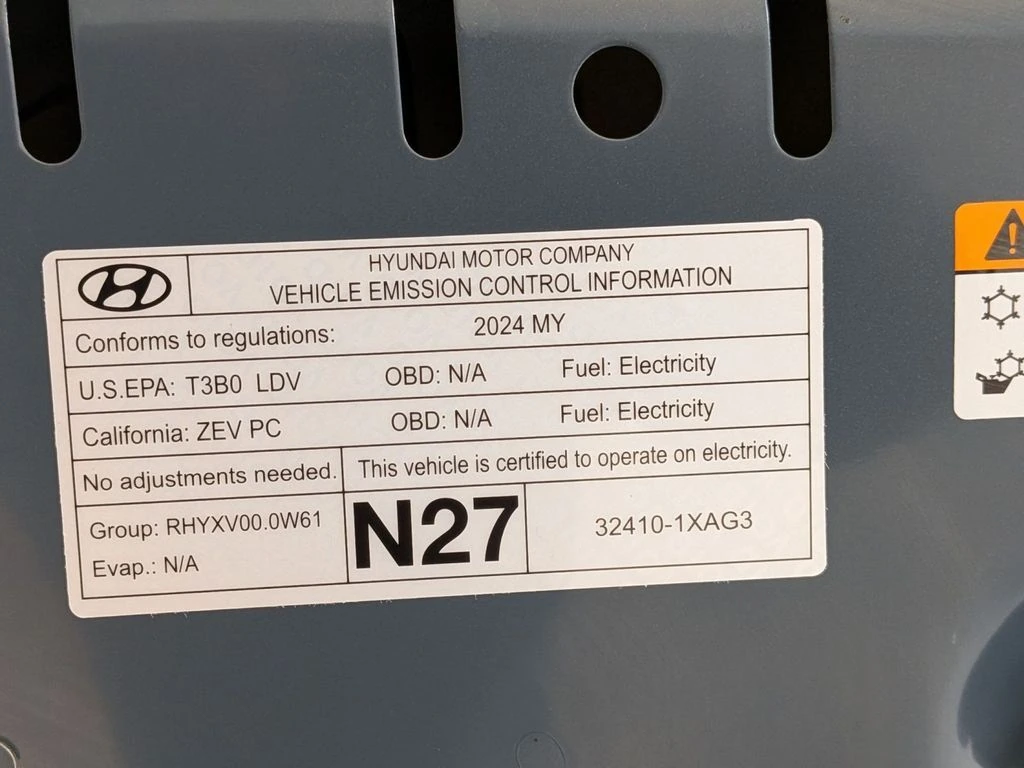 HYUNDAI MOTOR COMPANY
VEHICLE EMISSION CONTROL INFORMATION
Conforms to regulations: 2024 MY
U.S.EPA: T3B0 LDV OBD: N/A Fuel: Electricity
California: ZEV PC OBD: N/A Fuel: Electricity
No adjustments needed. This vehicle is certified to operate on electricity.
Group: RHYXV00.0W61
Evap.: N/A
N27
32410-1XAG3